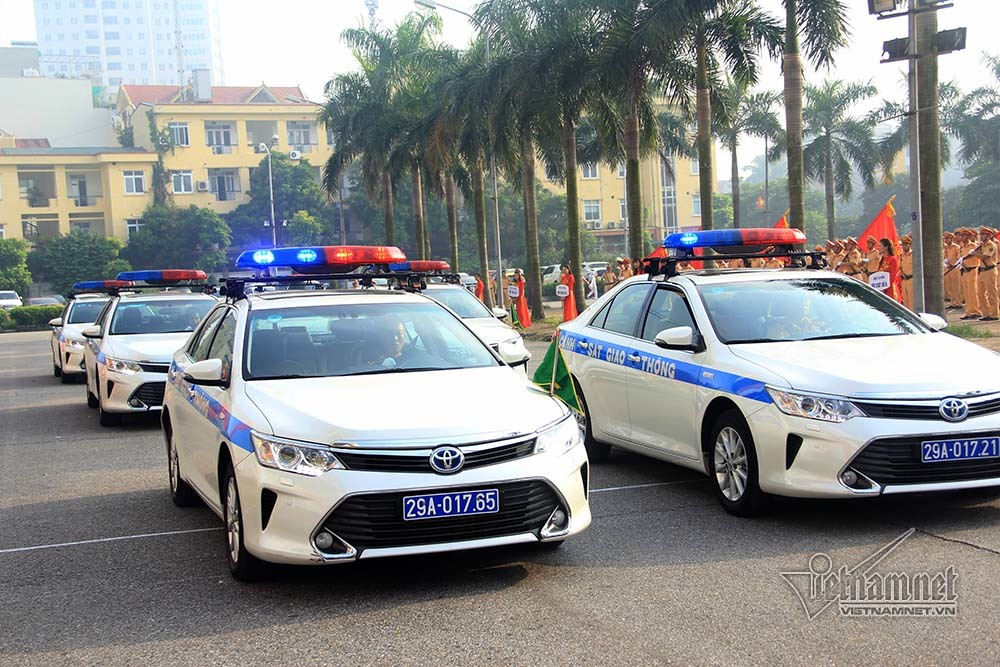 CẢNH SÁT GIAO THÔNG
29A-017.21
29A-017.65
Vietnamnet
VIETNAMNET.VN